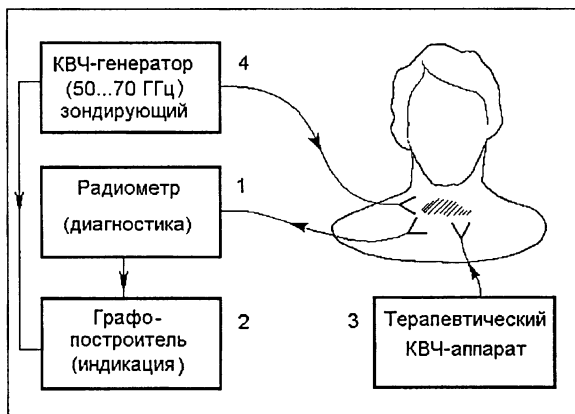 КВЧ-генератор
(50...70 ГГц)
зондирующий
4
Радиометр
(диагностика)
1
Графо-
построитель
(индикация)
2
3
Терапевтический
КВЧ-аппарат